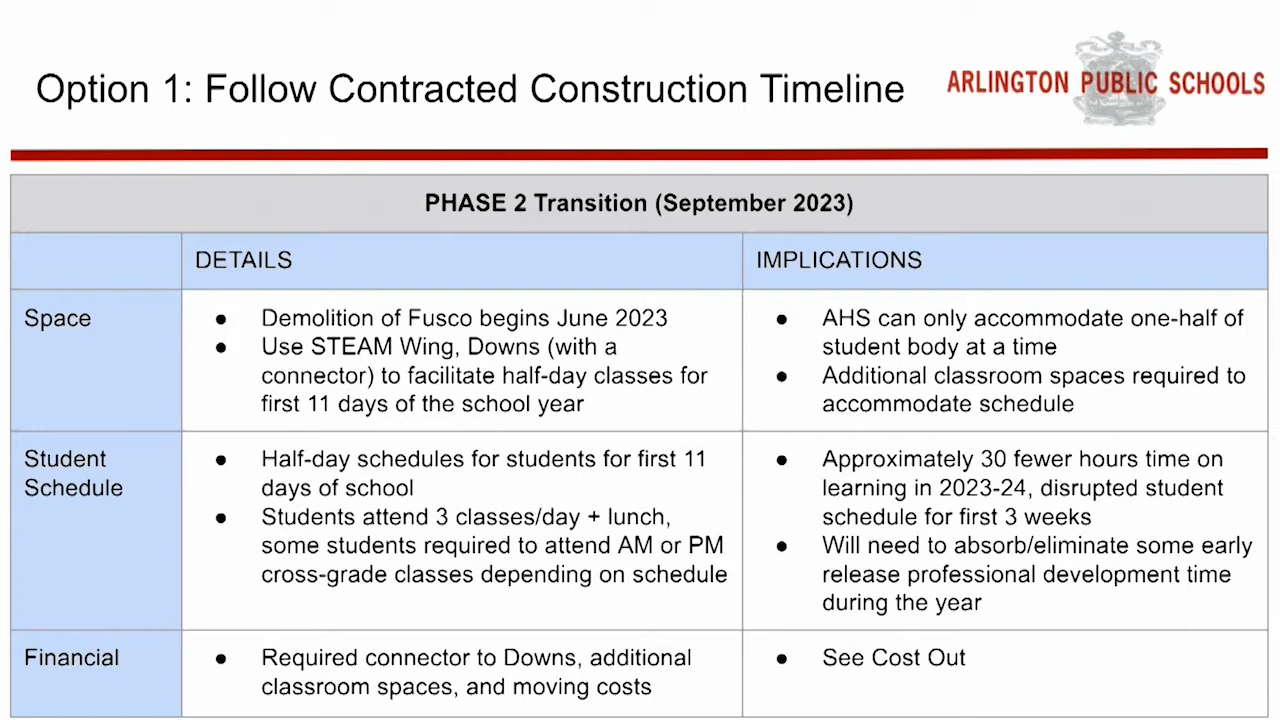 Option 1: Follow Contracted Construction Timeline
ARLINGTON PUBLIC SCHOOLS
PHASE 2 Transition (September 2023)
DETAILS
IMPLICATIONS
Space
● Demolition of Fusco begins June 2023
● Use STEAM Wing, Downs (with a
connector) to facilitate half-day classes for
first 11 days of the school year
● AHS can only accommodate one-half of
student body at a time
● Additional classroom spaces required to
accommodate schedule
Student
Schedule
● Half-day schedules for students for first 11
days of school
● Students attend 3 classes/day + lunch,
some students required to attend AM or PM
cross-grade classes depending on schedule
● Approximately 30 fewer hours time on
learning in 2023-24, disrupted student
schedule for first 3 weeks
● Will need to absorb/eliminate some early
release professional development time
during the year
Financial
● Required connector to Downs, additional
classroom spaces, and moving costs
● See Cost Out